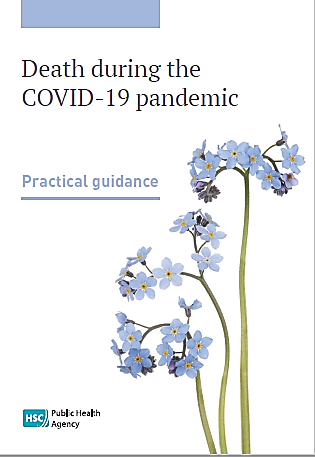 Death during the
COVID-19 pandemic
Practical guidance
HSC Public Health
Agency